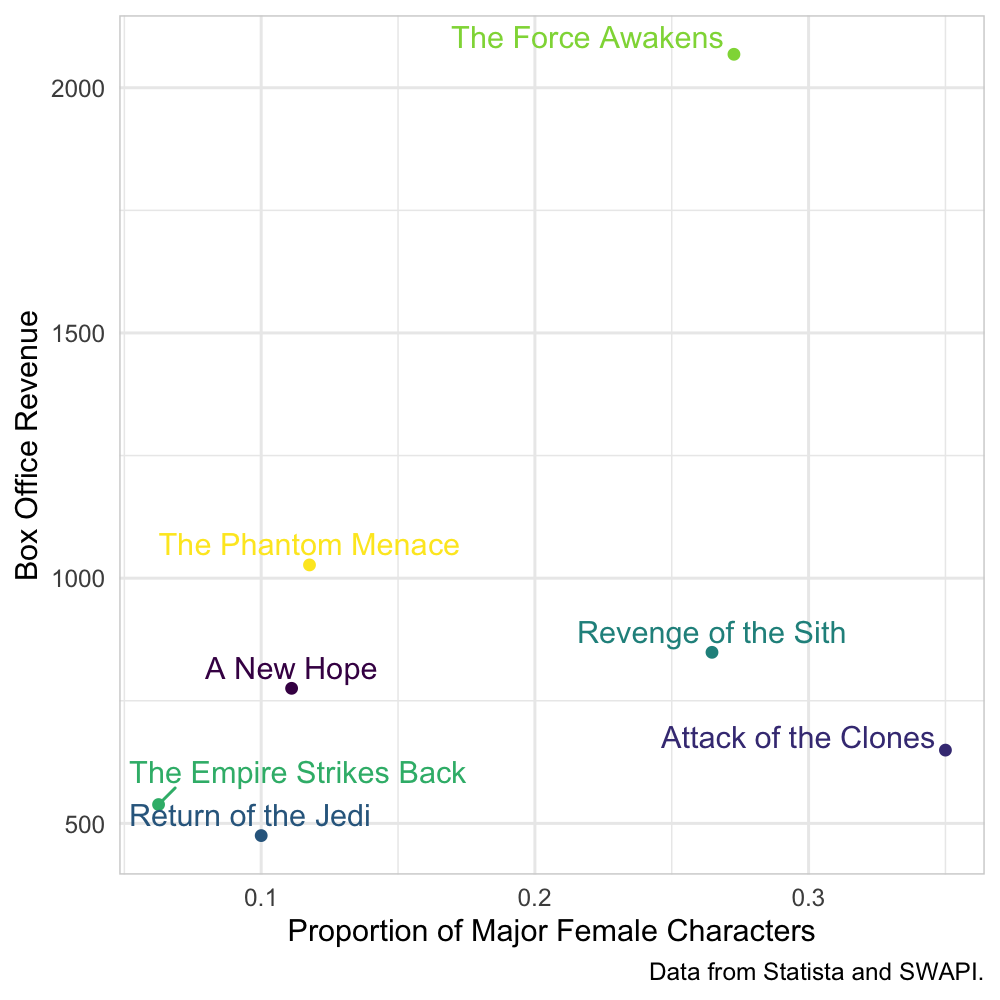 The Force Awakens
2000
1500
Box Office Revenue
The Phantom Menace
1000
Revenge of the Sith
A New Hope
Attack of the Clones
The Empire Strikes Back
Return of the Jedi
500
0.1 0.2 0.3
Proportion of Major Female Characters
Data from Statista and SWAPI.